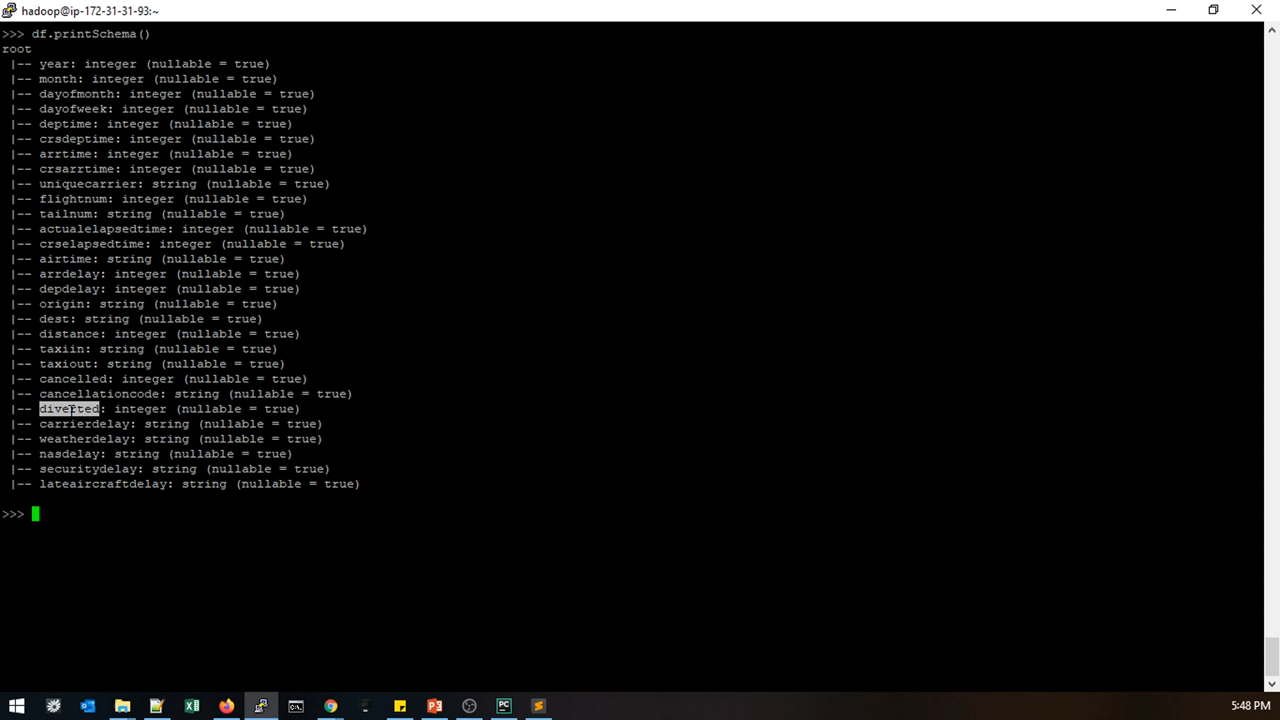 hadoop@ip-172-31-31-93:~
>>> df.printSchema()
root
 |-- year: integer (nullable = true)
 |-- month: integer (nullable = true)
 |-- dayofmonth: integer (nullable = true)
 |-- dayofweek: integer (nullable = true)
 |-- deptime: integer (nullable = true)
 |-- crsdeptime: integer (nullable = true)
 |-- arrtime: integer (nullable = true)
 |-- crsarrtime: integer (nullable = true)
 |-- uniquecarrier: string (nullable = true)
 |-- flightnum: integer (nullable = true)
 |-- tailnum: string (nullable = true)
 |-- actualelapsedtime: integer (nullable = true)
 |-- crselapsedtime: integer (nullable = true)
 |-- airtime: string (nullable = true)
 |-- arrdelay: integer (nullable = true)
 |-- depdelay: integer (nullable = true)
 |-- origin: string (nullable = true)
 |-- dest: string (nullable = true)
 |-- distance: integer (nullable = true)
 |-- taxiin: string (nullable = true)
 |-- taxiout: string (nullable = true)
 |-- cancelled: integer (nullable = true)
 |-- cancellationcode: string (nullable = true)
 |-- diverted: integer (nullable = true)
 |-- carrierdelay: string (nullable = true)
 |-- weatherdelay: string (nullable = true)
 |-- nasdelay: string (nullable = true)
 |-- securitydelay: string (nullable = true)
 |-- lateaircraftdelay: string (nullable = true)
>>>
5:48 PM